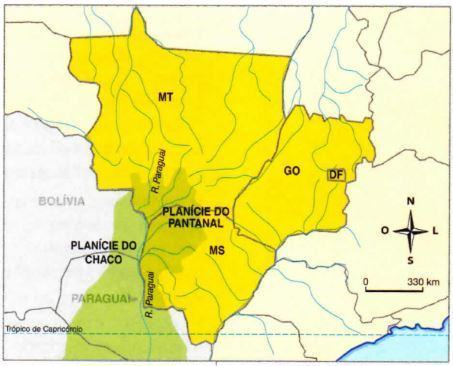 MT
R. Paraguai
GO
DF
BOLÍVIA
PLANÍCIE DO
PANTANAL
N
O
L
S
PLANÍCIE DO
CHACO
MS
R. Paraguai
PARAGUAI
0 330 km
Trópico de Capricórnio